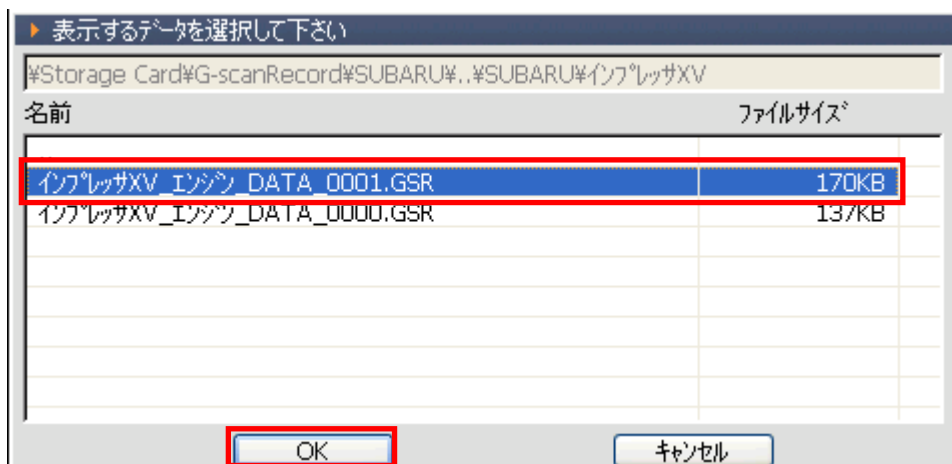 表示するﾃﾞｰﾀを選択して下さい
¥Storage Card¥G-scanRecord¥SUBARU¥..¥SUBARU¥ｲﾝﾌﾟﾚｯｻXV
名前 ﾌｧｲﾙｻｲｽﾞ
..
ｲﾝﾌﾟﾚｯｻXV_ｴﾝｼﾞﾝ_DATA_0001.GSR 170KB
ｲﾝﾌﾟﾚｯｻXV_ｴﾝｼﾞﾝ_DATA_0000.GSR 137KB
OK ｷｬﾝｾﾙ